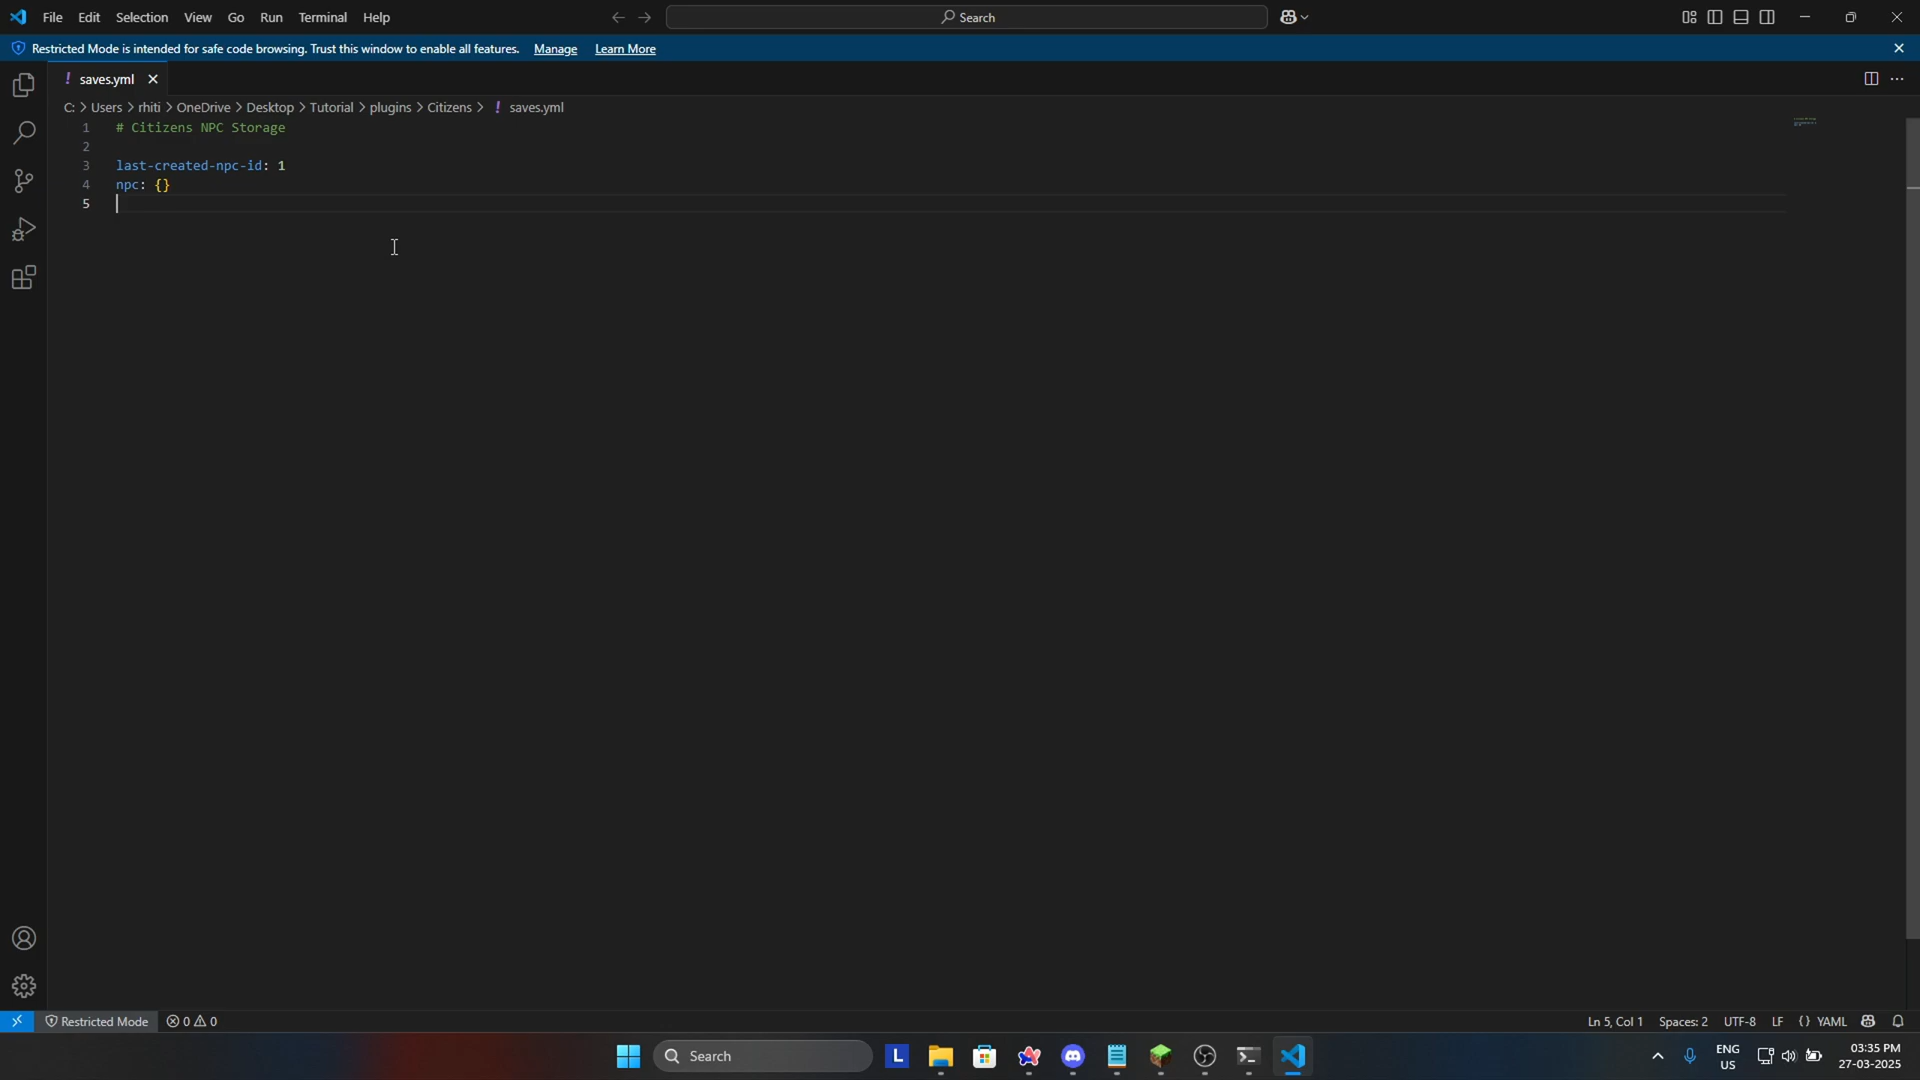 File Edit Selection View Go Run Terminal Help
Search
Restricted Mode is intended for safe code browsing. Trust this window to enable all features. Manage Learn More
! saves.yml
C: > Users > rhiti > OneDrive > Desktop > Tutorial > plugins > Citizens > ! saves.yml
1 # Citizens NPC Storage
2
3 last-created-npc-id: 1
4 npc: {}
5
Restricted Mode 0 0
Ln 5, Col 1 Spaces: 2 UTF-8 LF {} YAML
Search
L
ENG
US
03:35 PM
27-03-2025